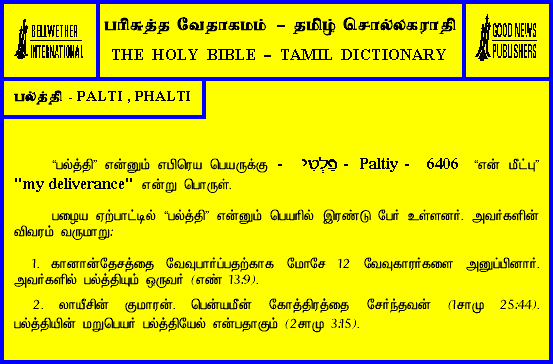 BELLWETHER
INTERNATIONAL
பரிசுத்த வேதாகமம் – தமிழ் சொல்லகராதி
THE HOLY BIBLE – TAMIL DICTIONARY
GOOD NEWS
PUBLISHERS
பல்த்தி - PALTI , PHALTI
“பல்த்தி” என்னும் எபிரெய பெயருக்கு - פַּלְטִי - Paltiy - 6406 “என் மீட்பு”
"my deliverance" என்று பொருள்.
பழைய ஏற்பாட்டில் “பல்த்தி” என்னும் பெயரில் இரண்டு பேர் உள்ளனர். அவர்களின்
விவரம் வருமாறு:
1. கானான்தேசத்தை வேவுபார்ப்பதற்காக மோசே 12 வேவுகாரர்களை அனுப்பினார்.
அவர்களில் பல்த்தியும் ஒருவர் (எண் 13:9).
2. லாயீசின் குமாரன். பென்யமீன் கோத்திரத்தை சேர்ந்தவன் (1சாமு 25:44).
பல்த்தியின் மறுபெயர் பல்த்தியேல் என்பதாகும் (2சாமு 3:15).